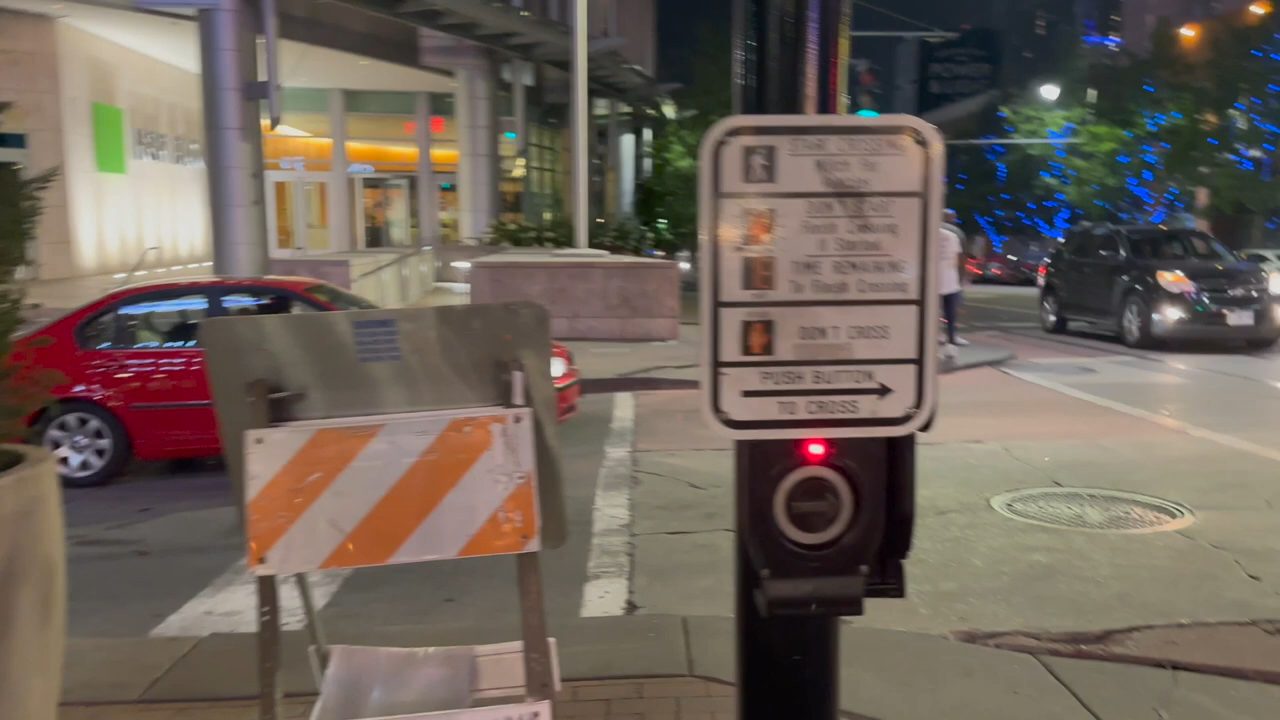 START CROSSING
Watch For
Vehicles
DON'T START
Finish Crossing
If Started
TIME REMAINING
To Finish Crossing
DON'T CROSS
PUSH BUTTON
TO CROSS